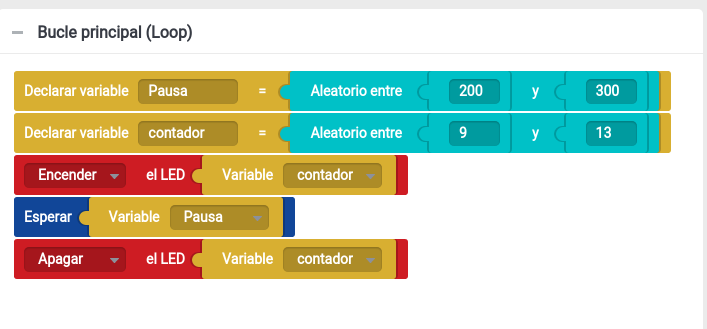 Bucle principal (Loop)
Declarar variable Pausa = Aleatorio entre 200 y 300
Declarar variable contador = Aleatorio entre 9 y 13
Encender el LED Variable contador
Esperar Variable Pausa
Apagar el LED Variable contador